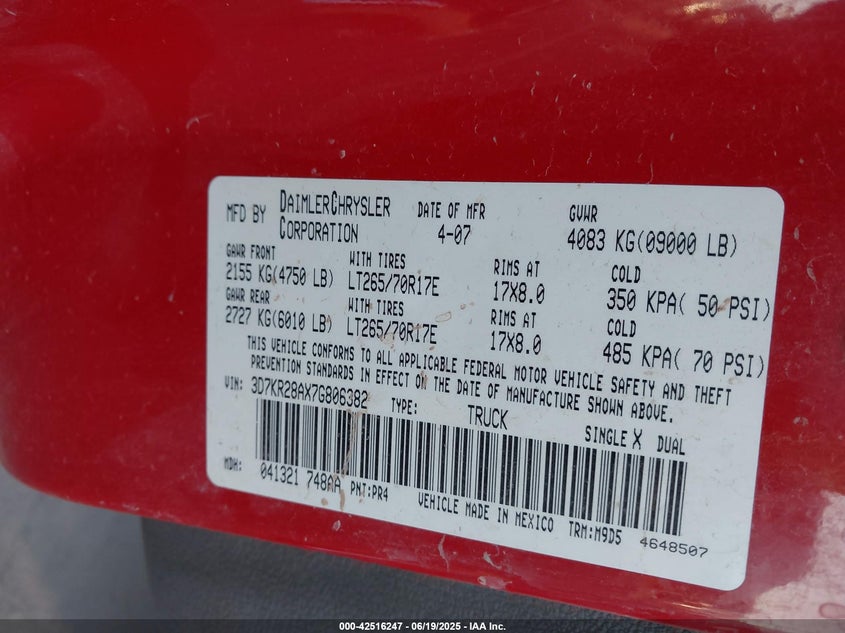 MFD BY DAIMLERCHRYSLER CORPORATION DATE OF MFR 4-07 GVWR 4083 KG(09000 LB)
GAWR FRONT WITH TIRES RIMS AT COLD
2155 KG(4750 LB) LT265/70R17E 17X8.0 350 KPA( 50 PSI)
GAWR REAR WITH TIRES RIMS AT COLD
2727 KG(6010 LB) LT265/70R17E 17X8.0 485 KPA( 70 PSI)
THIS VEHICLE CONFORMS TO ALL APPLICABLE FEDERAL MOTOR VEHICLE SAFETY AND THEFT
PREVENTION STANDARDS IN EFFECT ON THE DATE OF MANUFACTURE SHOWN ABOVE.
VIN: 3D7KR28AX7G806382 TYPE: TRUCK SINGLE X DUAL
MDH: 041321 748AA PNT:PR4 VEHICLE MADE IN MEXICO TRM:M9D5 4648507
000-42516247 - 06/19/2025 - IAA Inc.